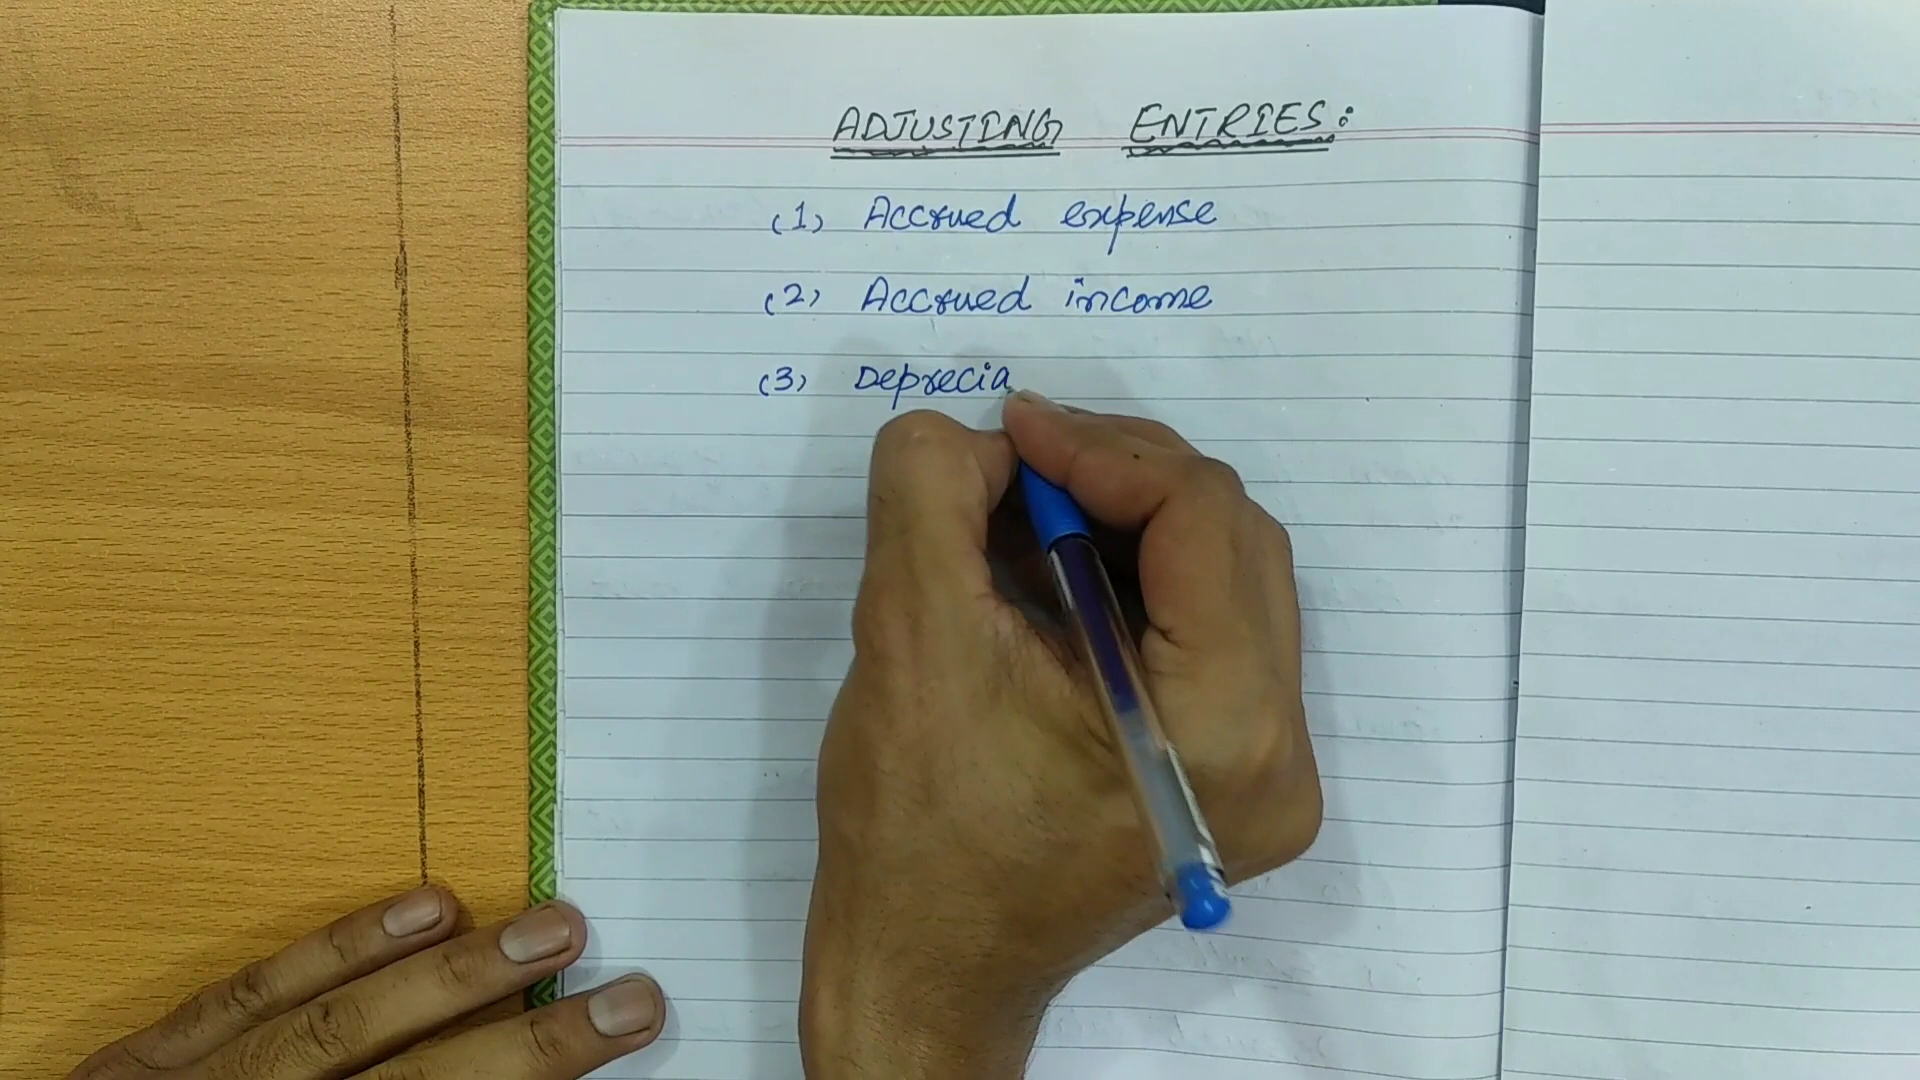 ADJUSTING ENTRIES:
(1) Accrued expense
(2) Accrued income
(3) Deprecia